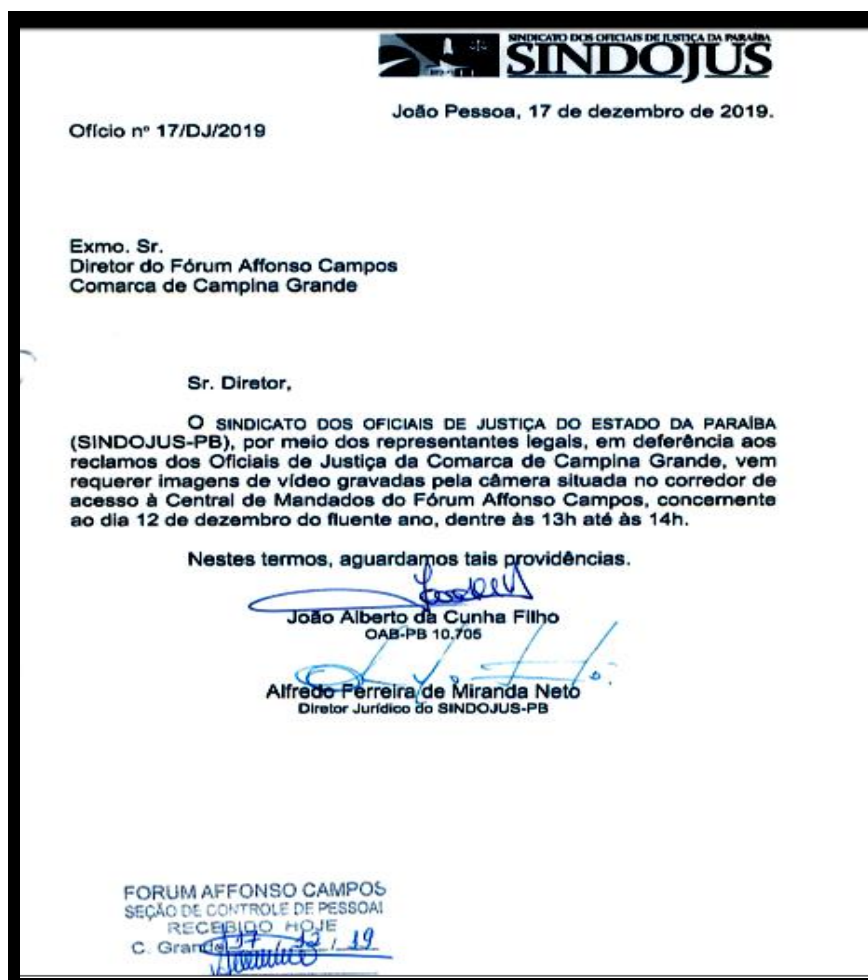 SINDICATO DOS OFICIAIS DE JUSTIÇA DA PARAÍBA
SINDOJUS
João Pessoa, 17 de dezembro de 2019.
Ofício nº 17/DJ/2019
Exmo. Sr.
Diretor do Fórum Affonso Campos
Comarca de Campina Grande
Sr. Diretor,
O SINDICATO DOS OFICIAIS DE JUSTIÇA DO ESTADO DA PARAÍBA
(SINDOJUS-PB), por meio dos representantes legais, em deferência aos
reclamos dos Oficiais de Justiça da Comarca de Campina Grande, vem
requerer imagens de vídeo gravadas pela câmera situada no corredor de
acesso à Central de Mandados do Fórum Affonso Campos, concernente
ao dia 12 de dezembro do fluente ano, dentre às 13h até às 14h.
Nestes termos, aguardamos tais providências.
João Alberto da Cunha Filho
OAB-PB 10.705
Alfredo Ferreira de Miranda Neto
Diretor Jurídico do SINDOJUS-PB
FORUM AFFONSO CAMPOS
SEÇÃO DE CONTROLE DE PESSOAL
RECEBIDO HOJE
C. Grande 17 / 12 / 19